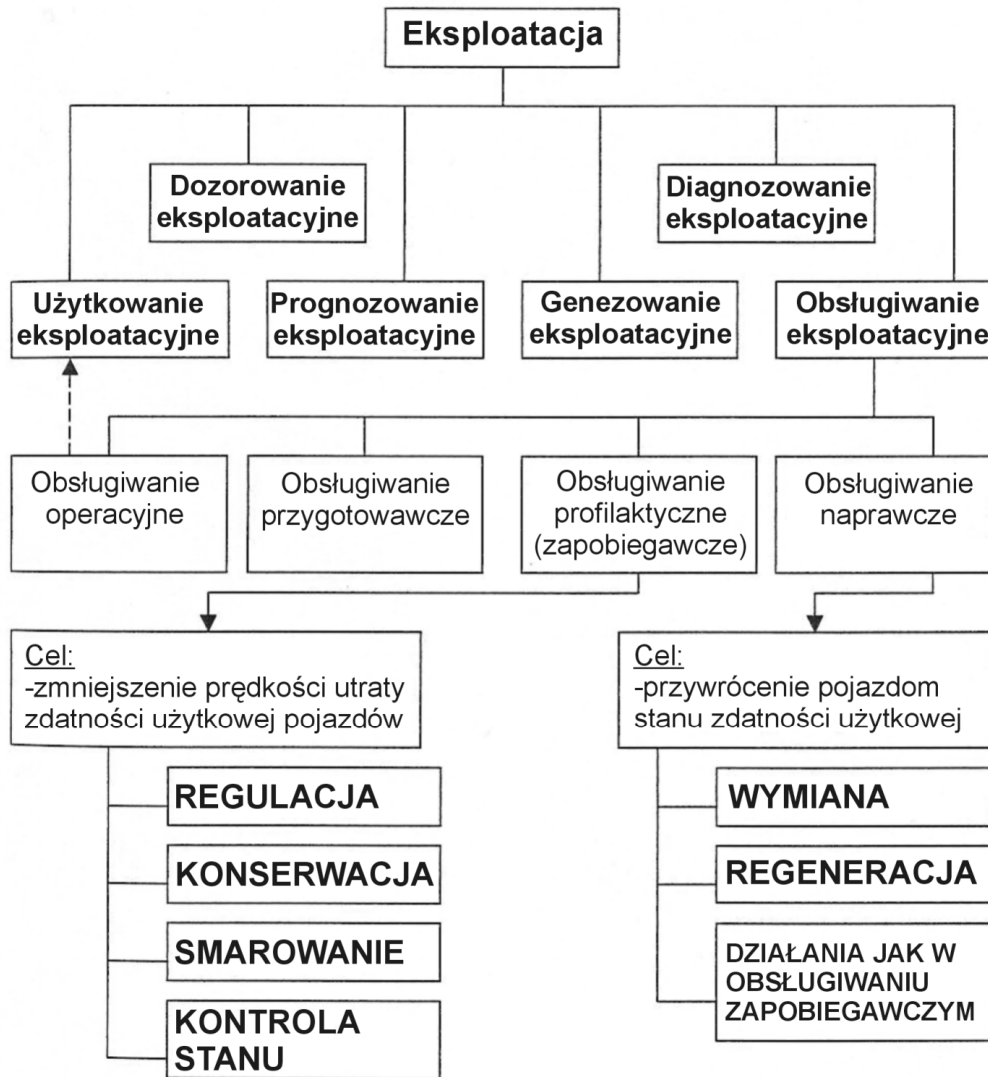 Eksploatacja
Dozorowanie
eksploatacyjne
Diagnozowanie
eksploatacyjne
Użytkowanie
eksploatacyjne
Prognozowanie
eksploatacyjne
Genezowanie
eksploatacyjne
Obsługiwanie
eksploatacyjne
Obsługiwanie
operacyjne
Obsługiwanie
przygotowawcze
Obsługiwanie
profilaktyczne
(zapobiegawcze)
Obsługiwanie
naprawcze
Cel:
-zmniejszenie prędkości utraty
zdatności użytkowej pojazdów
REGULACJA
KONSERWACJA
SMAROWANIE
KONTROLA
STANU
Cel:
-przywrócenie pojazdom
stanu zdatności użytkowej
WYMIANA
REGENERACJA
DZIAŁANIA JAK W
OBSŁUGIWANIU
ZAPOBIEGAWCZYM